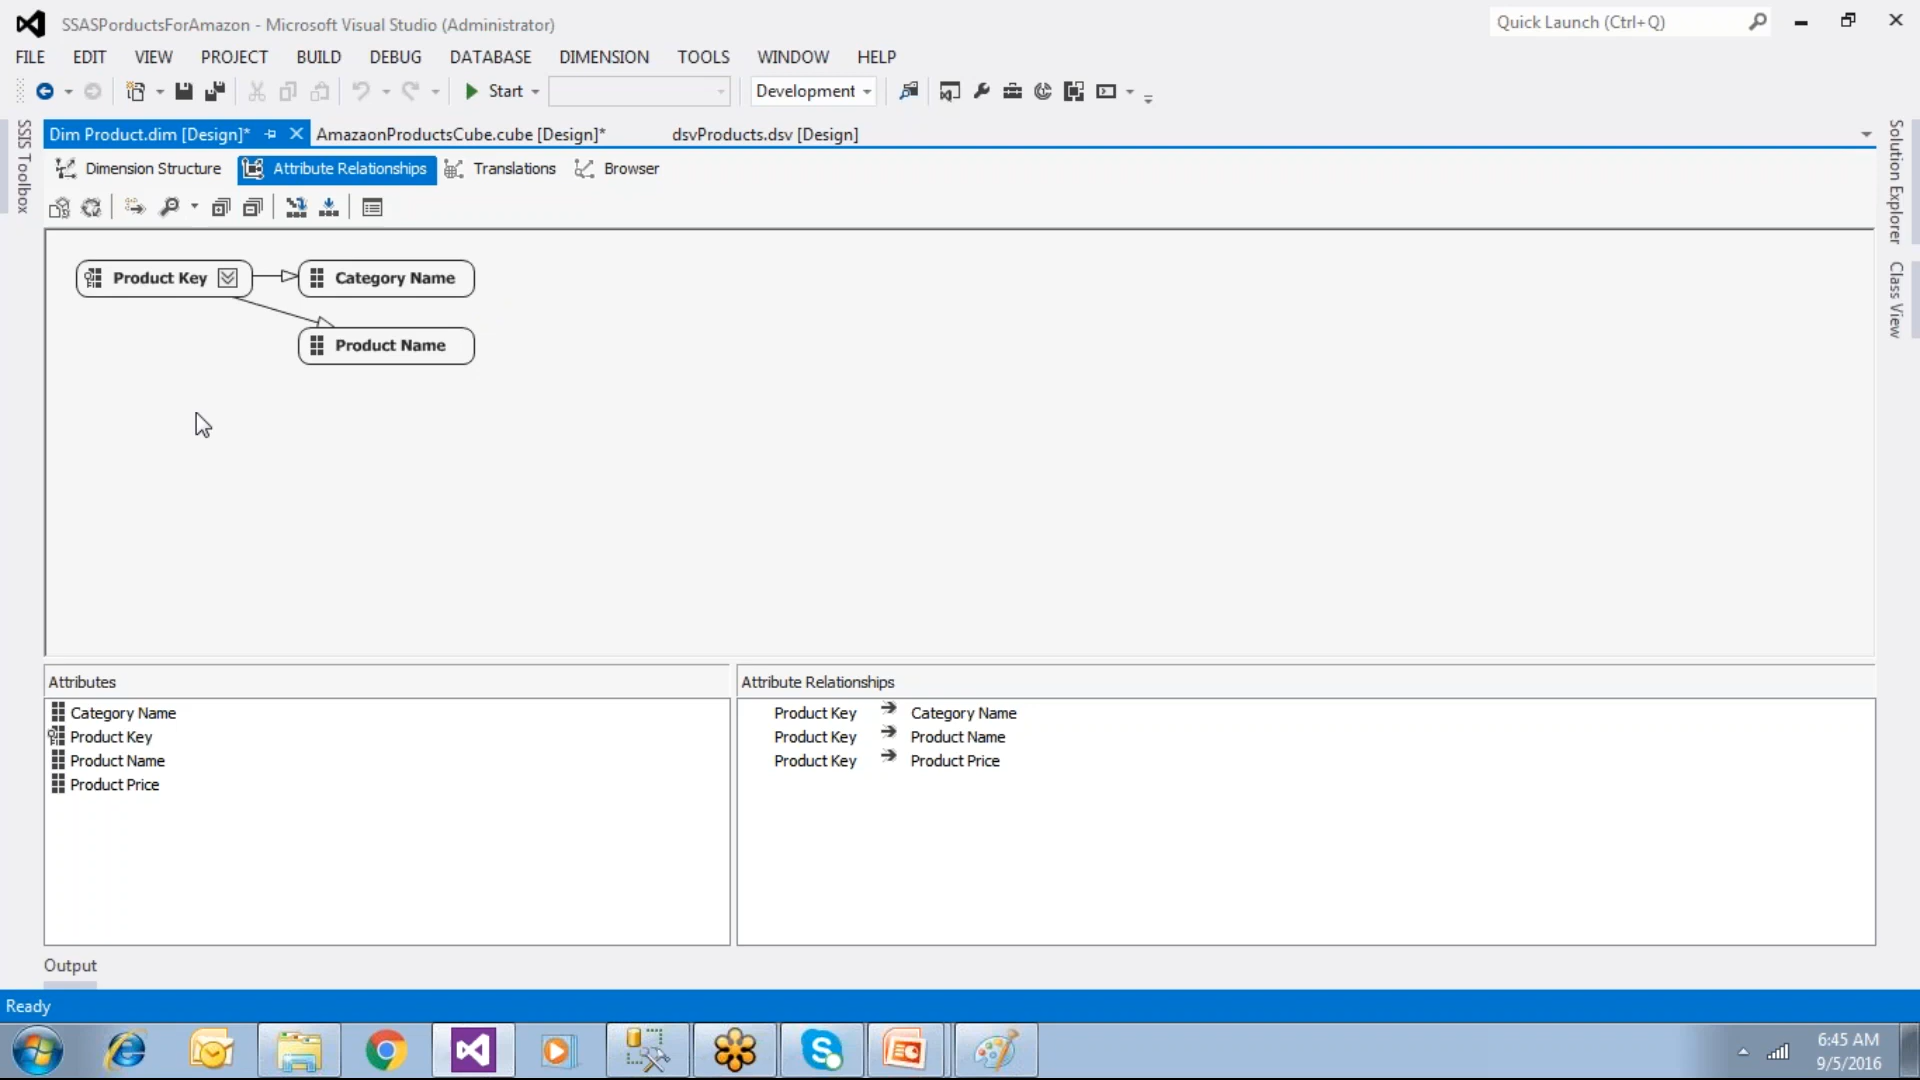 SSASPorductsForAmazon - Microsoft Visual Studio (Administrator)
Quick Launch (Ctrl+Q)
FILE EDIT VIEW PROJECT BUILD DEBUG DATABASE DIMENSION TOOLS WINDOW HELP
Start Development
Dim Product.dim [Design]* AmazaonProductsCube.cube [Design]* dsvProducts.dsv [Design]
Dimension Structure Attribute Relationships Translations Browser
SSIS Toolbox
Solution Explorer
Class View
Product Key Category Name
Product Name
Attributes
Category Name
Product Key
Product Name
Product Price
Attribute Relationships
Product Key Category Name
Product Key Product Name
Product Key Product Price
Output
Ready
6:45 AM
9/5/2016